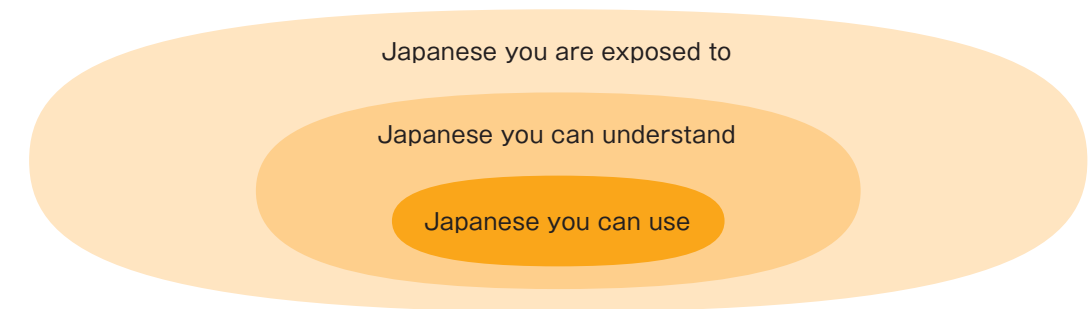 Japanese you are exposed to
Japanese you can understand
Japanese you can use